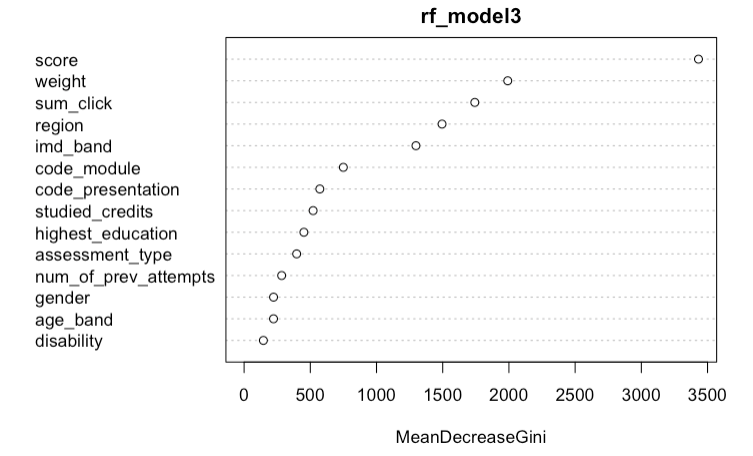 rf_model3
score
weight
sum_click
region
imd_band
code_module
code_presentation
studied_credits
highest_education
assessment_type
num_of_prev_attempts
gender
age_band
disability
0 500 1000 1500 2000 2500 3000 3500
MeanDecreaseGini